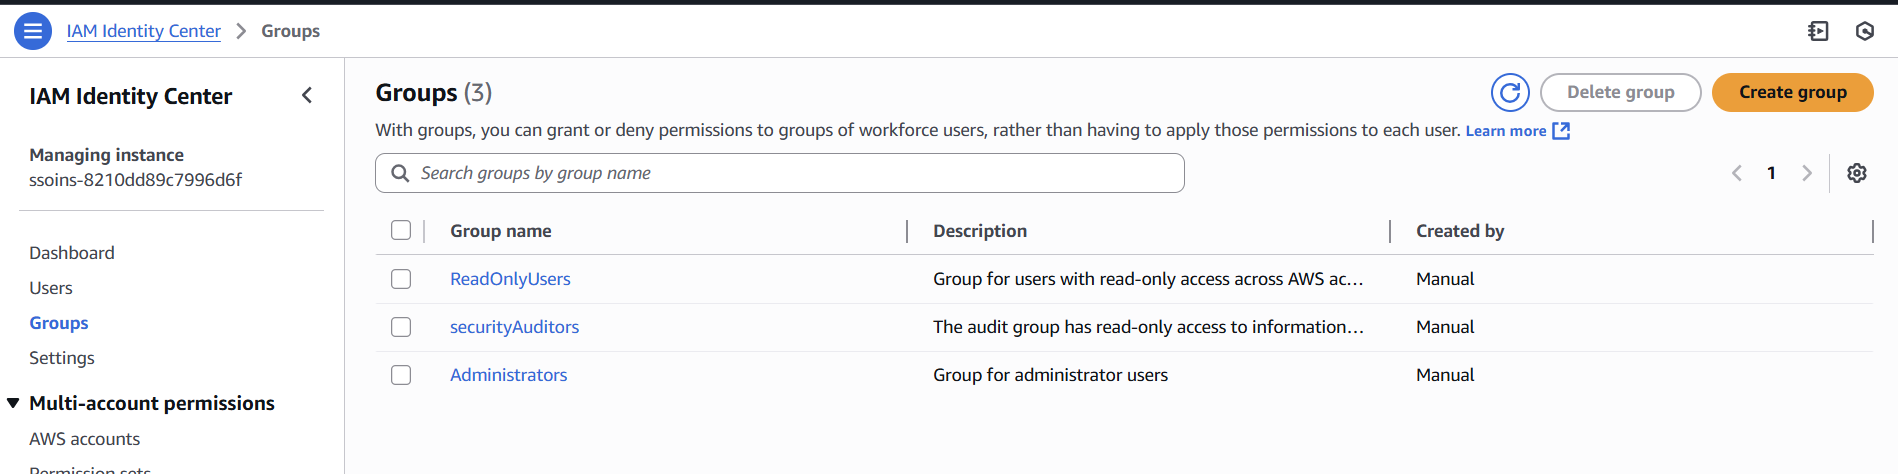 IAM Identity Center > Groups
IAM Identity Center
Managing instance
ssoins-8210dd89c7996d6f
Dashboard
Users
Groups
Settings
Multi-account permissions
AWS accounts
Permission sets
Groups (3)
Delete group
Create group
With groups, you can grant or deny permissions to groups of workforce users, rather than having to apply those permissions to each user. Learn more
Search groups by group name
1
Group name Description Created by
ReadOnlyUsers Group for users with read-only access across AWS ac... Manual
securityAuditors The audit group has read-only access to information... Manual
Administrators Group for administrator users Manual